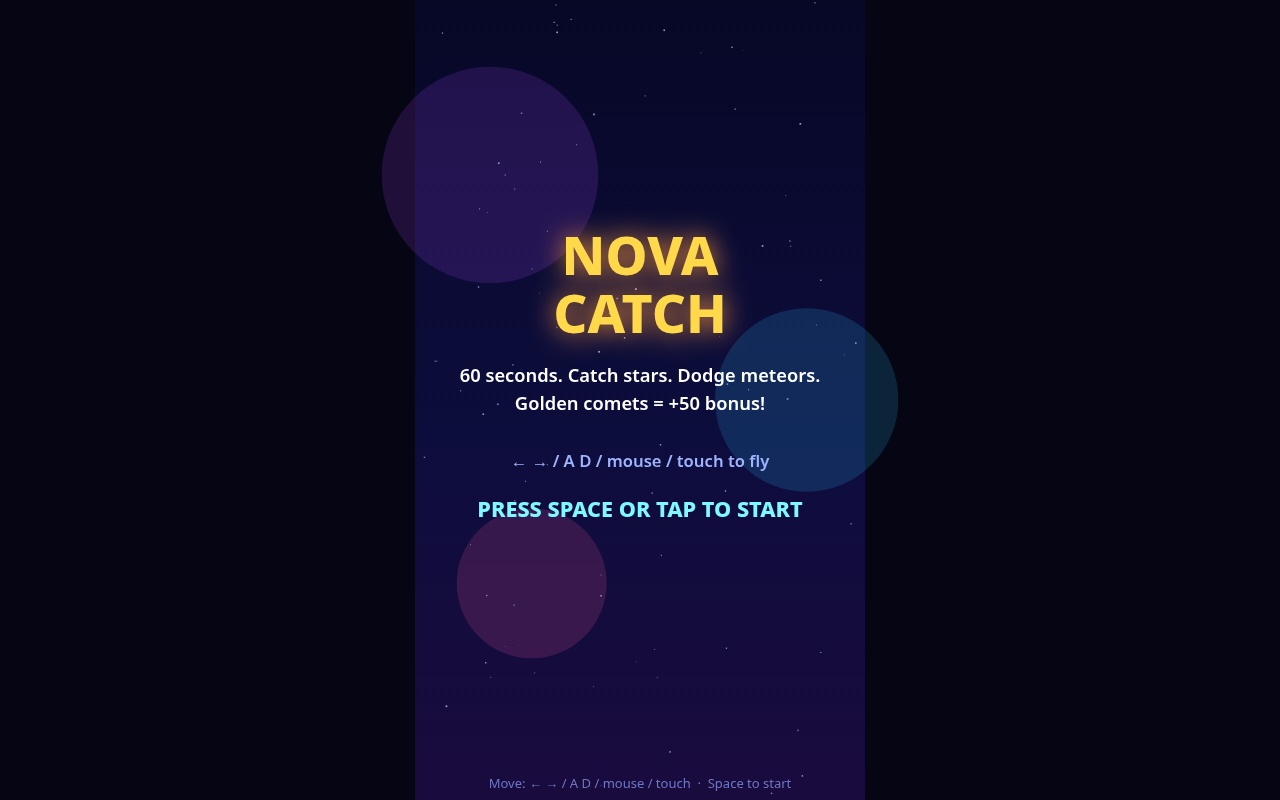 NOVA
CATCH
60 seconds. Catch stars. Dodge meteors.
Golden comets = +50 bonus!
← → / A D / mouse / touch to fly
PRESS SPACE OR TAP TO START
Move: ← → / A D / mouse / touch · Space to start